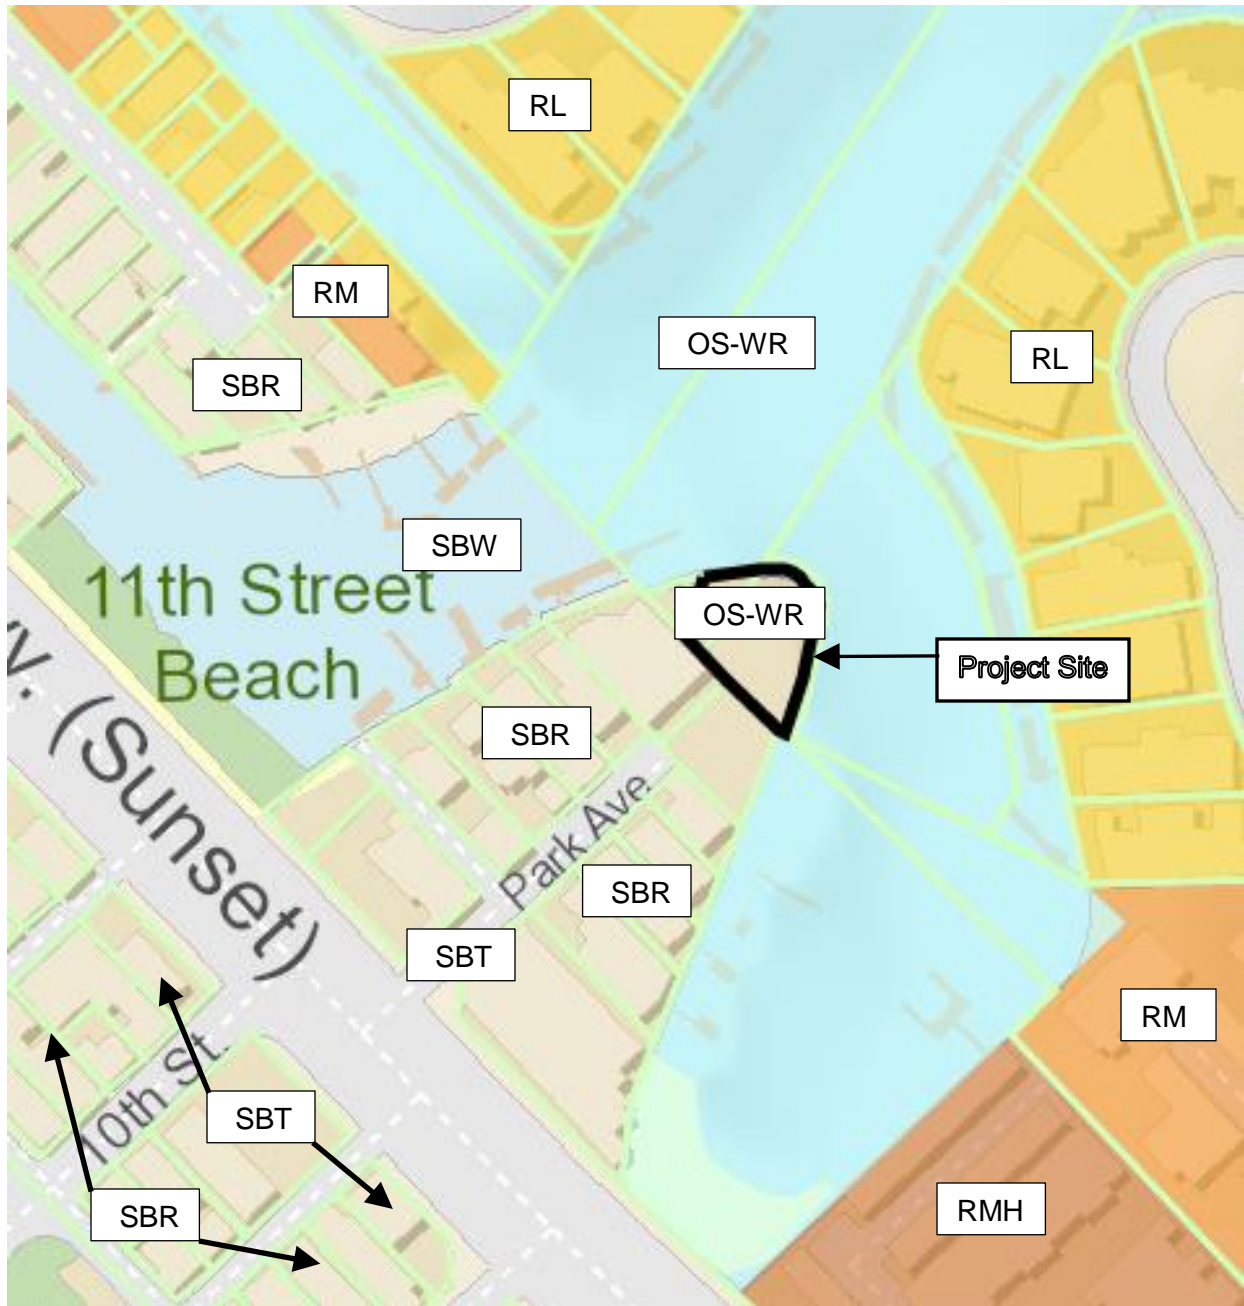 RL
RM
OS-WR
RL
SBR
SBW
11th Street
Beach
OS-WR
Project Site
wy. (Sunset)
SBR
Park Ave
SBR
SBT
RM
10th St.
SBT
SBR
RMH